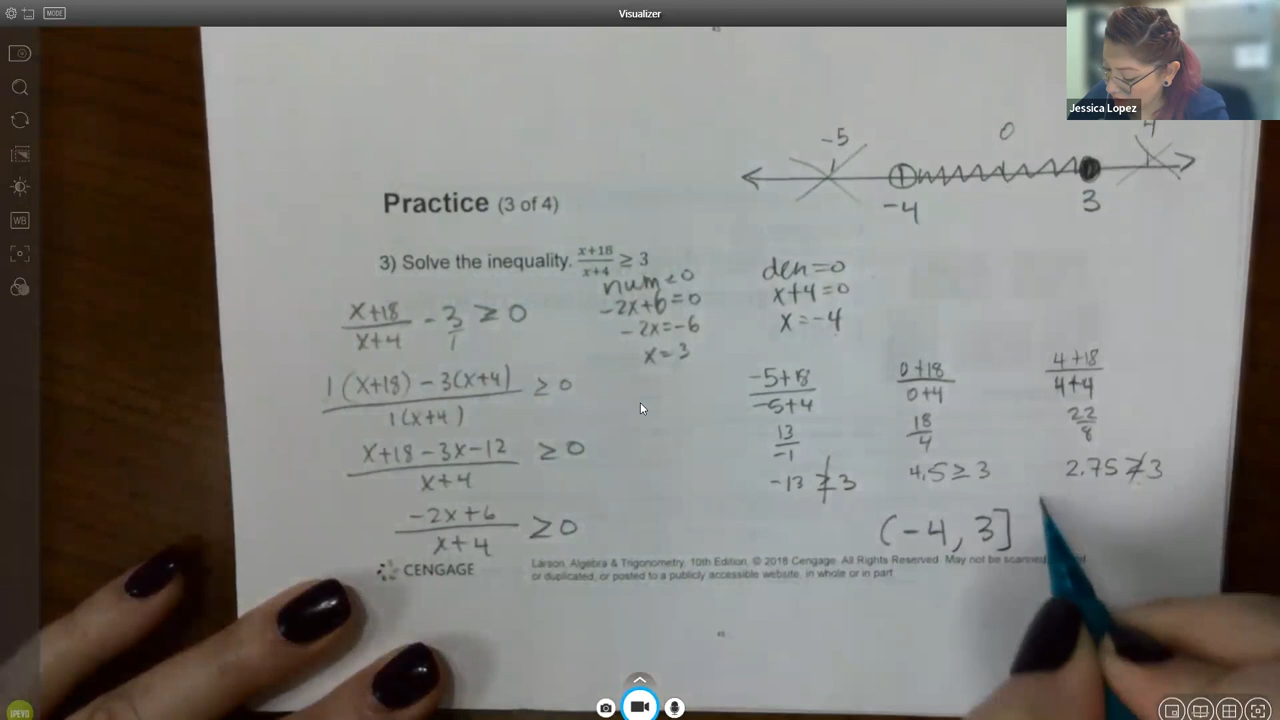 MODE
Visualizer
Jessica Lopez
WB
-5 0 4
-4 3
Practice (3 of 4)
3) Solve the inequality. x+18/x+4 ≥ 3
x+18/x+4 - 3/1 ≥ 0
1(x+18) - 3(x+4)/1(x+4) ≥ 0
x+18-3x-12/x+4 ≥ 0
-2x+6/x+4 ≥ 0
num=0
-2x+6=0
-2x=-6
x=3
den=0
x+4=0
x=-4
-5+18/-5+4
13/-1
-13 ≱ 3
0+18/0+4
18/4
4.5 ≥ 3
4+18/4+4
22/8
2.75 ≱ 3
(-4, 3]
CENGAGE
Larson, Algebra & Trigonometry, 10th Edition. © 2018 Cengage. All Rights Reserved. May not be scanned,
or duplicated, or posted to a publicly accessible website, in whole or in part